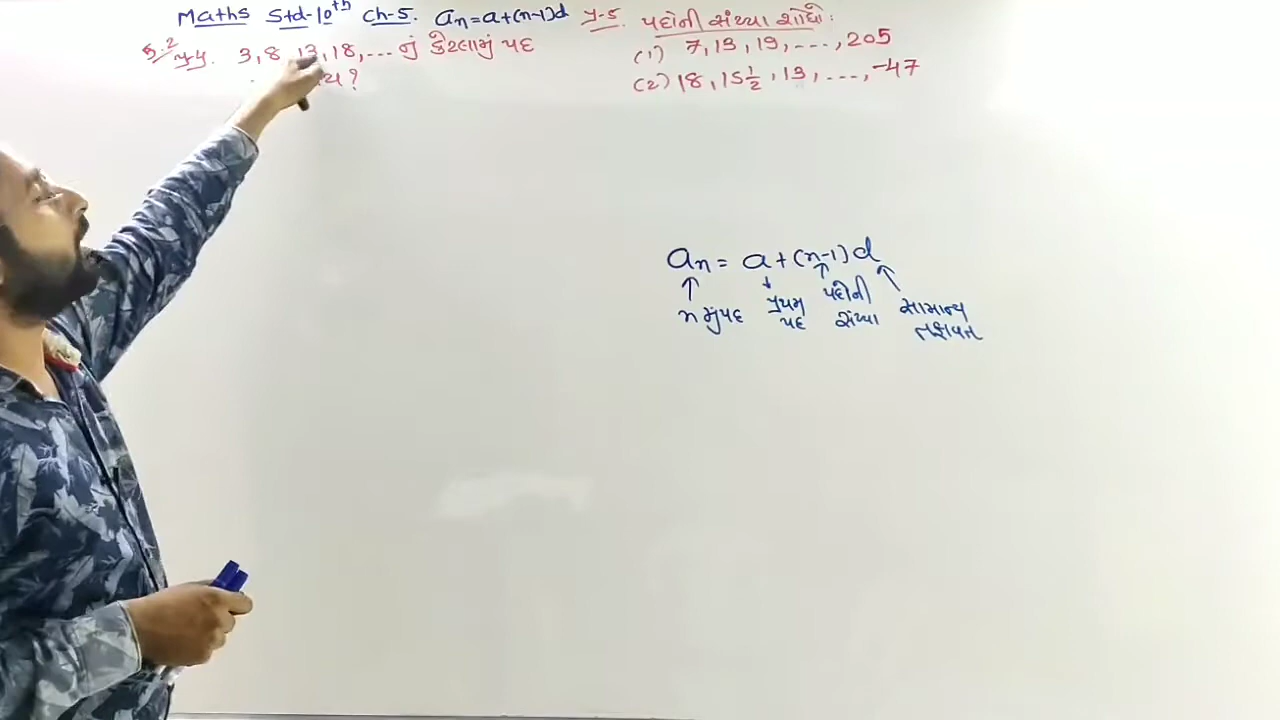 Maths Std-10th Ch-5. an=a+(n-1)d
5.2 પ્ર-4. 3,8,13,18,... નું કેટલામું પદ
?
પ્ર-5. પદોની સંખ્યા શોધો:
(1) 7,13,19,...,205
(2) 18,15½,13,...,-47
an = a+(n-1)d
n મુંપદ પ્રથમ પદ પદોની સંખ્યા સામાન્ય તફાવત